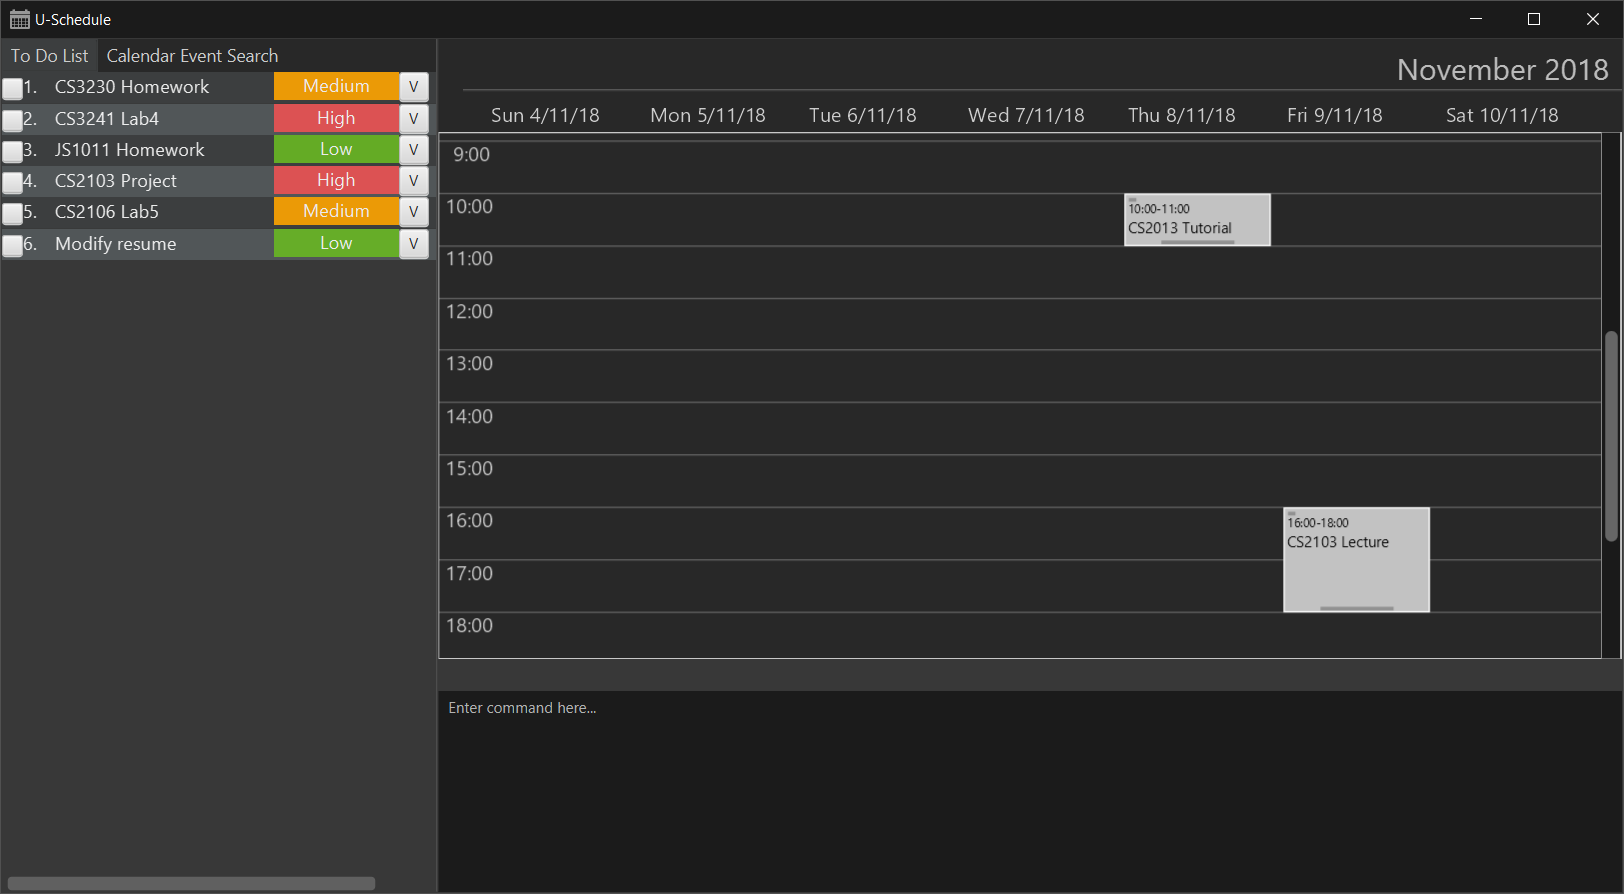 U-Schedule
To Do List Calendar Event Search
1. CS3230 Homework Medium V
2. CS3241 Lab4 High V
3. JS1011 Homework Low V
4. CS2103 Project High V
5. CS2106 Lab5 Medium V
6. Modify resume Low V
November 2018
Sun 4/11/18 Mon 5/11/18 Tue 6/11/18 Wed 7/11/18 Thu 8/11/18 Fri 9/11/18 Sat 10/11/18
9:00
10:00
10:00-11:00
CS2013 Tutorial
11:00
12:00
13:00
14:00
15:00
16:00
16:00-18:00
CS2103 Lecture
17:00
18:00
Enter command here...